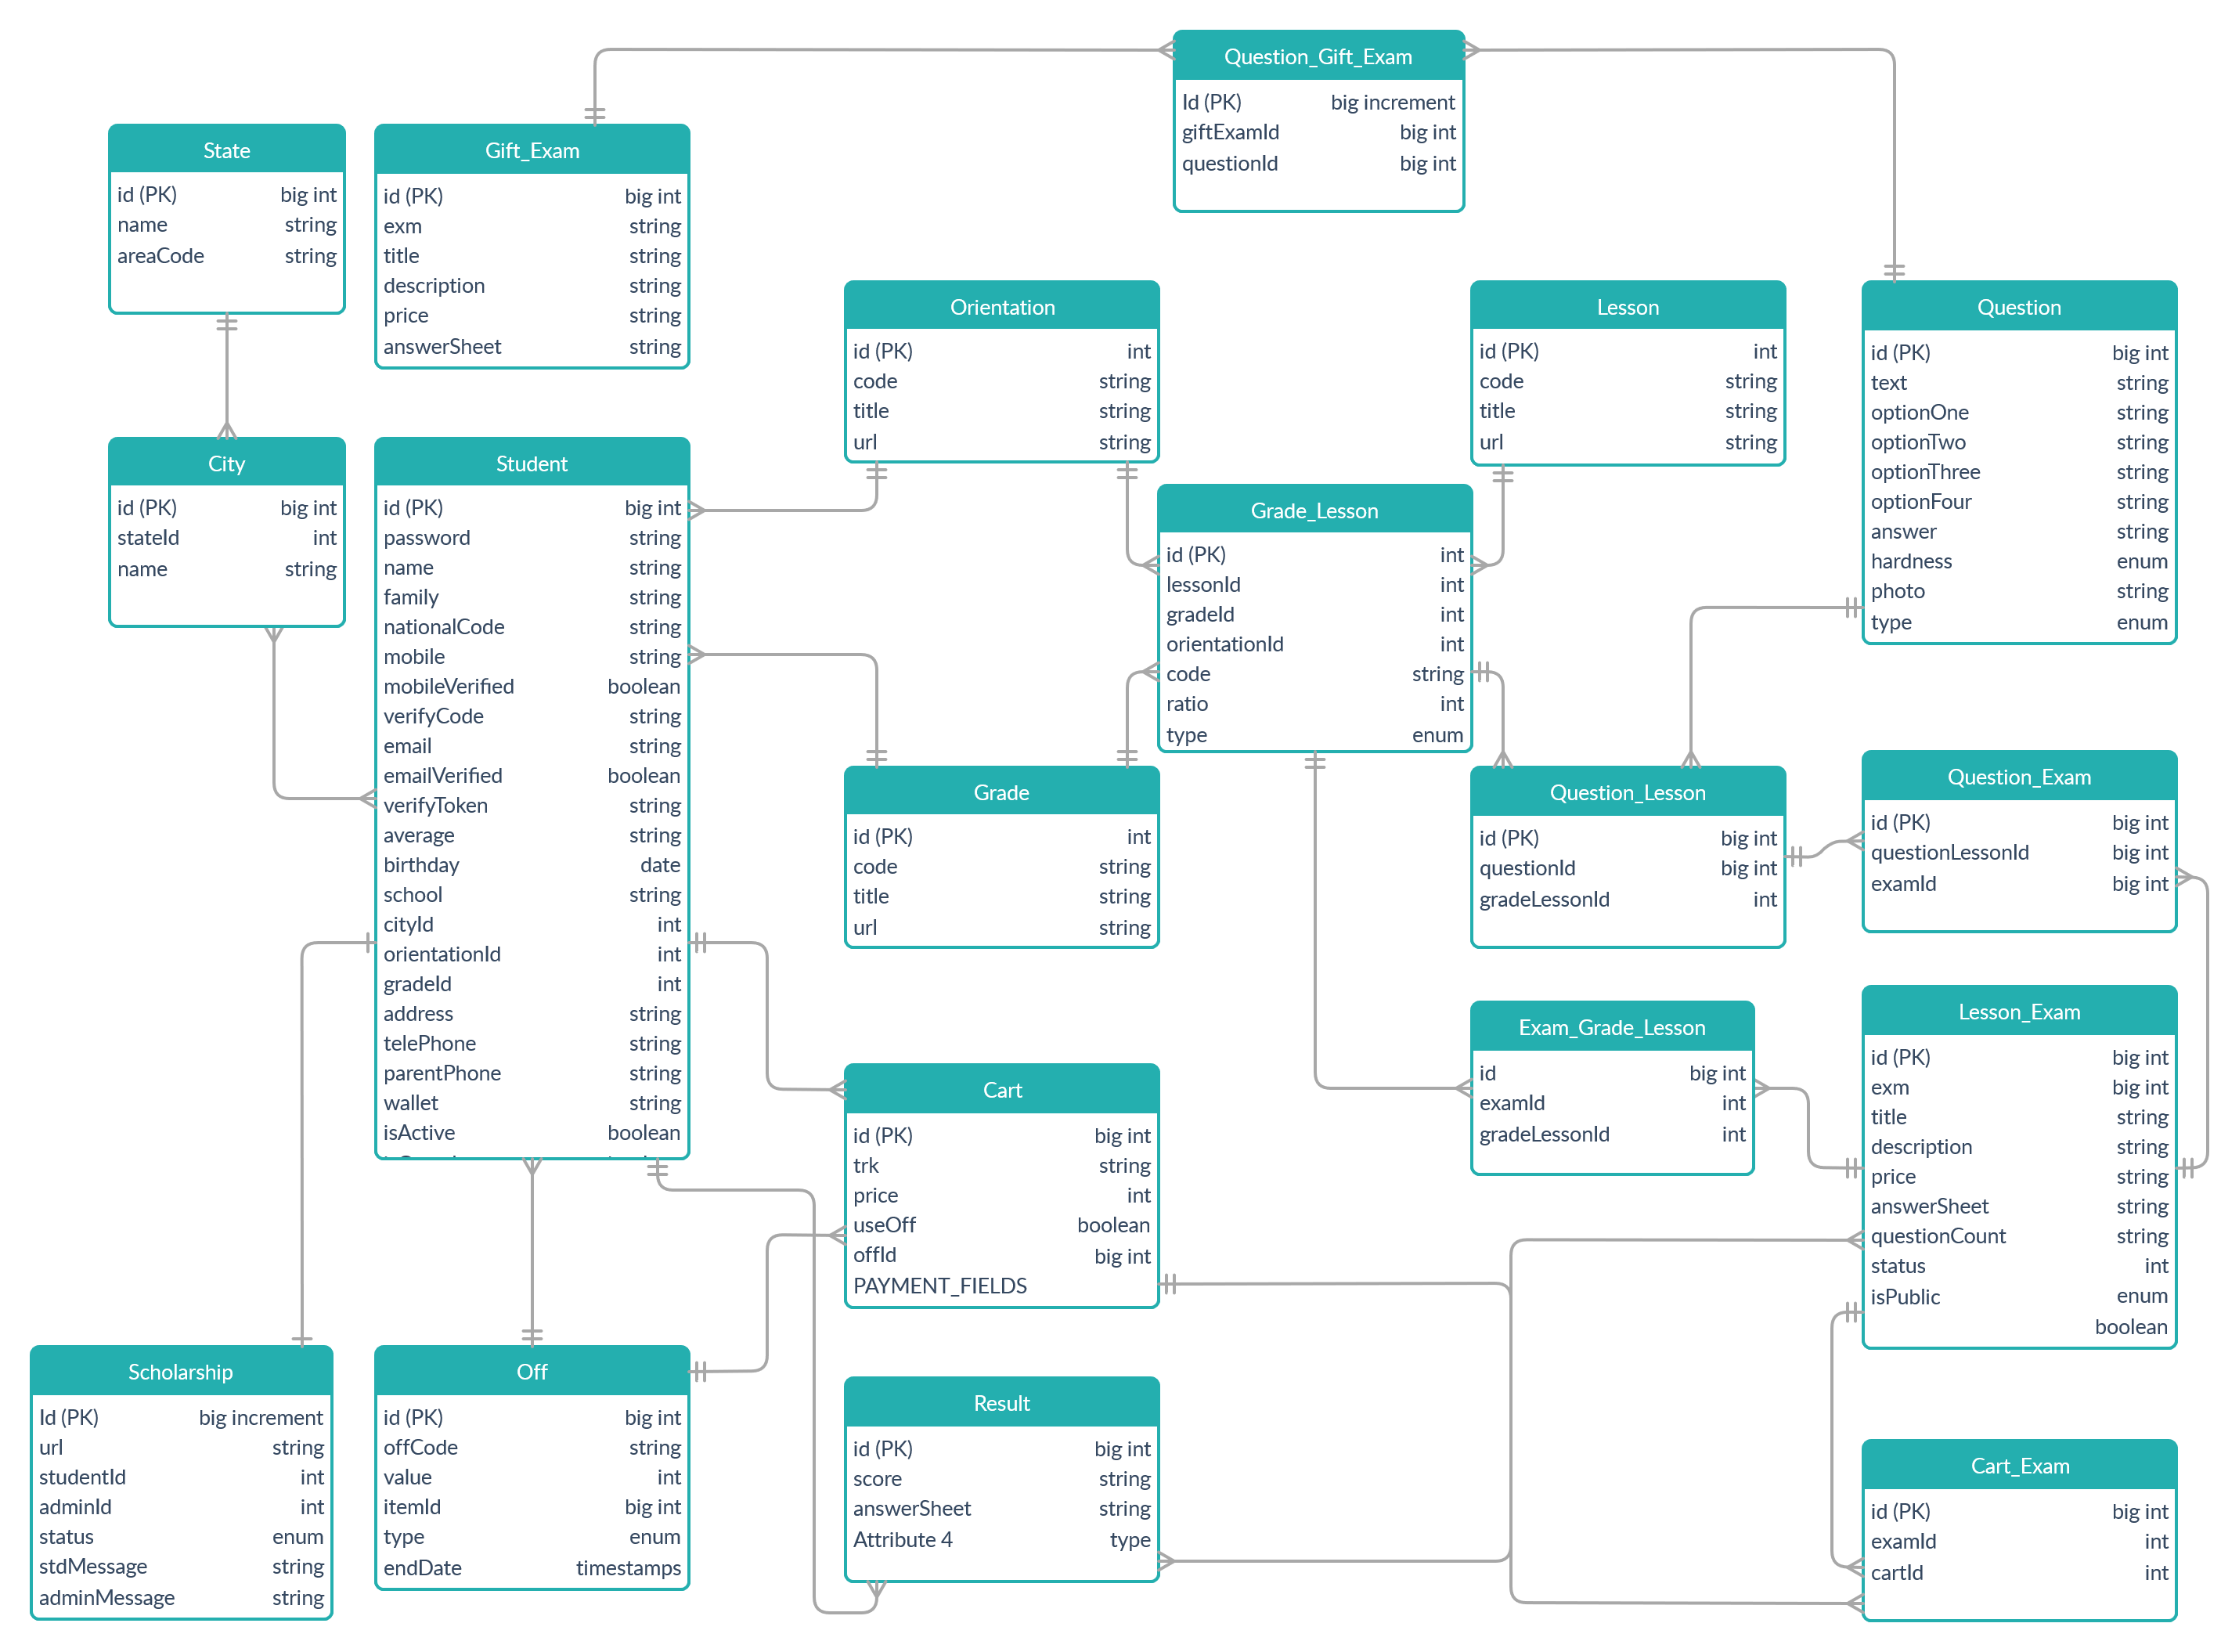 Question_Gift_Exam
Id (PK) big increment
giftExamId big int
questionId big int
State
id (PK) big int
name string
areaCode string
Gift_Exam
id (PK) big int
exm string
title string
description string
price string
answerSheet string
Orientation
id (PK) int
code string
title string
url string
Lesson
id (PK) int
code string
title string
url string
Question
id (PK) big int
text string
optionOne string
optionTwo string
optionThree string
optionFour string
answer string
hardness enum
photo string
type enum
City
id (PK) big int
stateId int
name string
Student
id (PK) big int
password string
name string
family string
nationalCode string
mobile string
mobileVerified boolean
verifyCode string
email string
emailVerified boolean
verifyToken string
average string
birthday date
school string
cityId int
orientationId int
gradeId int
address string
telePhone string
parentPhone string
wallet string
isActive boolean
Grade_Lesson
id (PK) int
lessonId int
gradeId int
orientationId int
code string
ratio int
type enum
Grade
id (PK) int
code string
title string
url string
Question_Lesson
id (PK) big int
questionId big int
gradeLessonId int
Question_Exam
id (PK) big int
questionLessonId big int
examId big int
Exam_Grade_Lesson
id big int
examId int
gradeLessonId int
Lesson_Exam
id (PK) big int
exm big int
title string
description string
price string
answerSheet string
questionCount string
status int
isPublic enum
boolean
Cart
id (PK) big int
trk string
price int
useOff boolean
offId big int
PAYMENT_FIELDS
Scholarship
Id (PK) big increment
url string
studentId int
adminId int
status enum
stdMessage string
adminMessage string
Off
id (PK) big int
offCode string
value int
itemId big int
type enum
endDate timestamps
Result
id (PK) big int
score string
answerSheet string
Attribute 4 type
Cart_Exam
id (PK) big int
examId int
cartId int